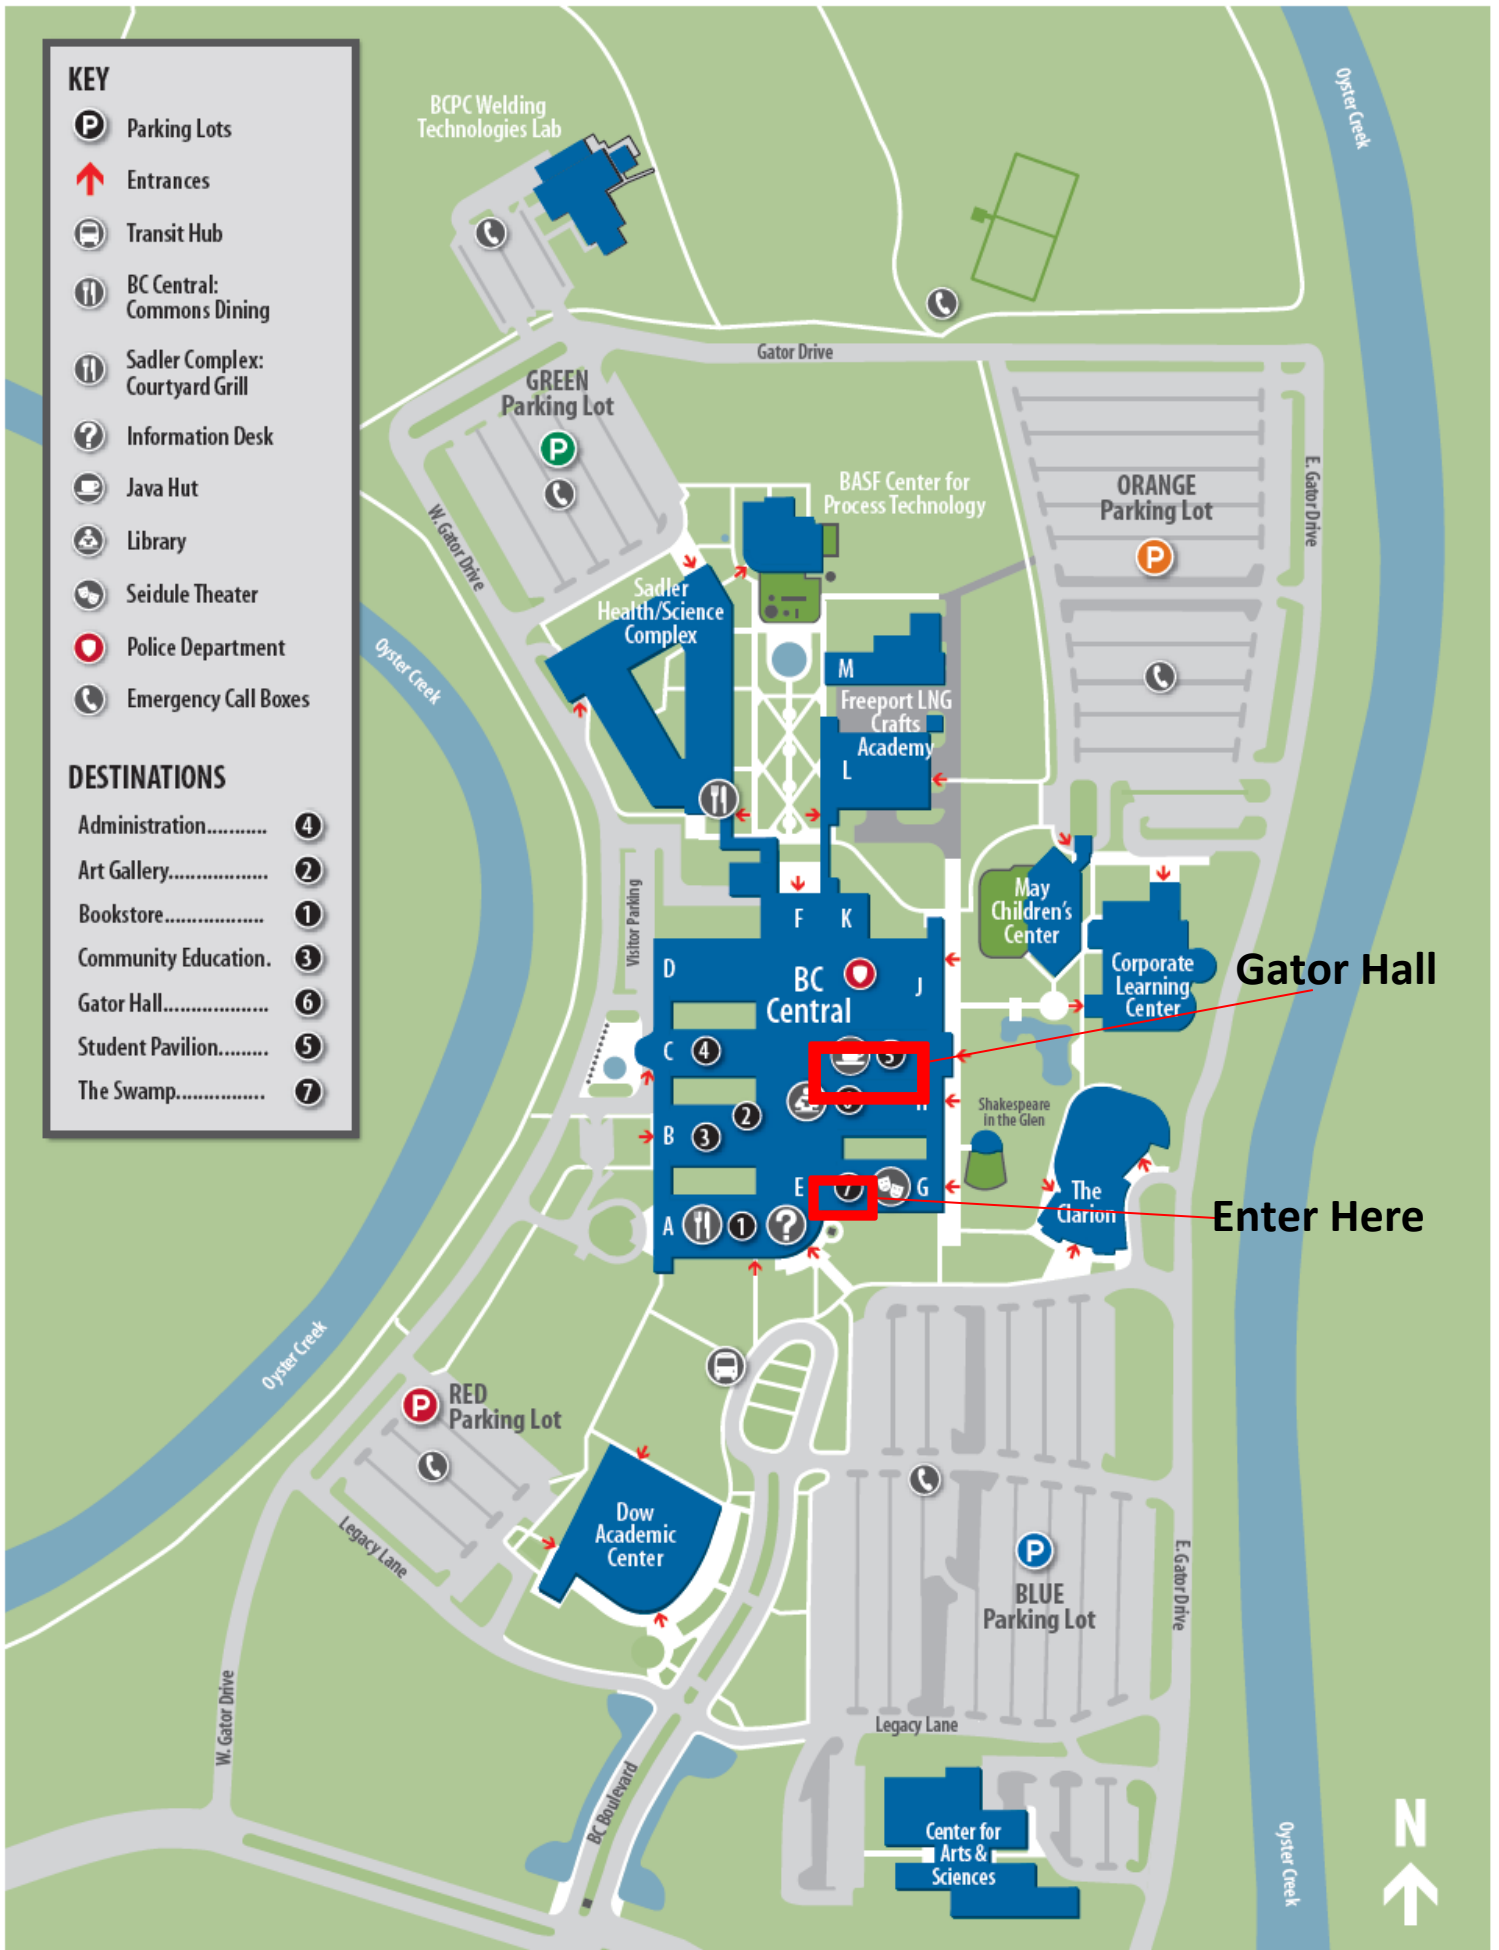 KEY
P Parking Lots
Entrances
Transit Hub
BC Central:
Commons Dining
Sadler Complex:
Courtyard Grill
? Information Desk
Java Hut
Library
Seidule Theater
Police Department
Emergency Call Boxes
DESTINATIONS
Administration........... 4
Art Gallery.................. 2
Bookstore.................. 1
Community Education. 3
Gator Hall.................... 6
Student Pavilion......... 5
The Swamp................ 7
BCPC Welding
Technologies Lab
Oyster Creek
Gator Drive
GREEN
Parking Lot
P
W. Gator Drive
BASF Center for
Process Technology
ORANGE
Parking Lot
P
E. Gator Drive
Sadler
Health/Science
Complex
Oyster Creek
M
Freeport LNG
Crafts
Academy
L
Visitor Parking
May
Children's
Center
Corporate
Learning
Center
Gator Hall
F K
D
BC
Central
J
C 4
5
2
B 3
Shakespeare
in the Glen
E 7 G
A 1 ?
The
Clarion
Enter Here
Oyster Creek
P
RED
Parking Lot
Legacy Lane
Dow
Academic
Center
P
BLUE
Parking Lot
E. Gator Drive
W. Gator Drive
Legacy Lane
BC Boulevard
Center for
Arts &
Sciences
Oyster Creek
N